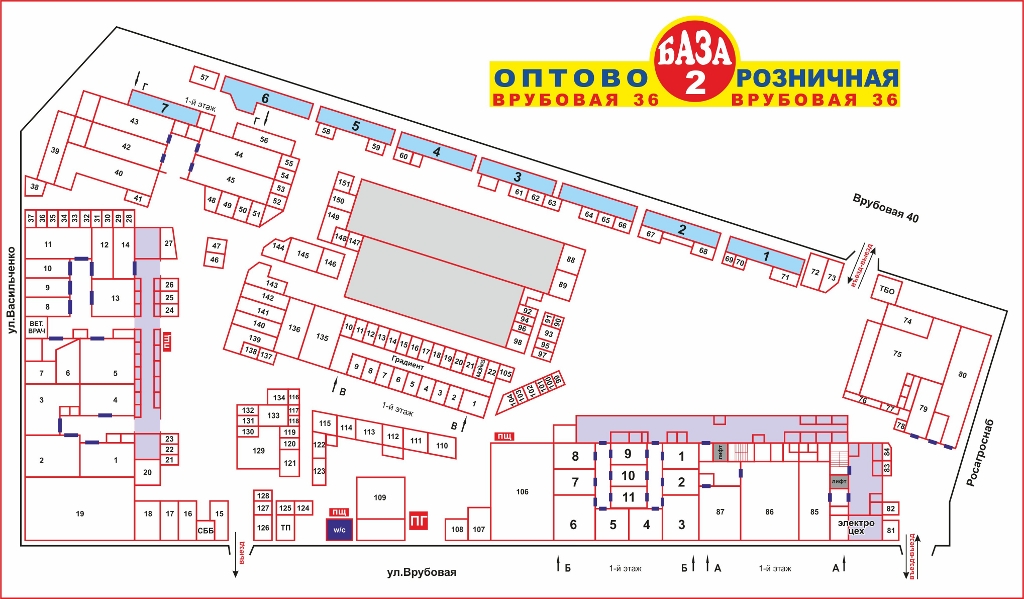 БАЗА
2
ОПТОВО РОЗНИЧНАЯ
ВРУБОВАЯ 36 ВРУБОВАЯ 36
57
6
Г
1-й этаж
7
Г
5
58
59
4
60
3
61 62 63
64 65 66
2
67
68
1
69 70
71
72 73
Врубовая 40
въезд-выезд
ТБО
43
42
39
40
38
41
56
44
45
55
54
53
52
48 49 50 51
47
46
151
150
149
148 147
88
89
144 145 146
143
142
141
140
139
138 137
136
135
10 11 12 13 14 15 16 17 18 19 20 21
22 105
Градиент
9 8 7 6 5 4 3 2 1
92
94
96
98
91 90
93
95
97
104 103 102 101 100 99
1-й этаж
В
В
37 36 35 34 33 32 31 30 29 28
11
12
14
27
10
9
8
13
26
25
24
ВЕТ.
ВРАЧ
ПЩ
7
6
5
3
4
2
1
23
22
21
20
19
18 17 16
СББ
15
ул.Васильченко
134
116
117
118
132
131
130
133
119
120
121
129
115 114 113 112 111 110
122
123
128
127
126
125 124
ТП
ПЩ
w/c
109
ПГ
108 107
106
ПЩ
8
7
6
9
10
11
5 4
1
2
3
лифт
87
86
85
лифт
электро
цех
84
83
82
81
74
75
80
76
77
78
79
Росагроснаб
выезд
ул.Врубовая
Б 1-й этаж Б
А 1-й этаж А
въезд-выезд